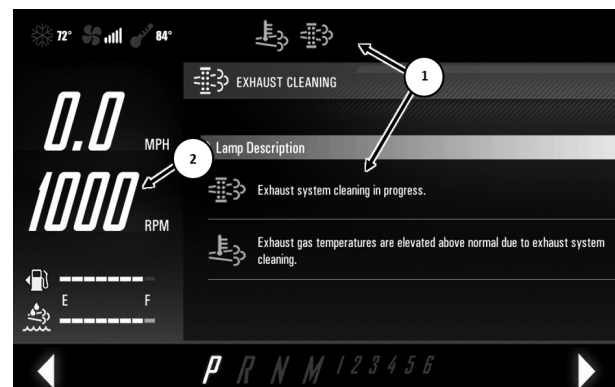 72° 84°
EXHAUST CLEANING
1
0.0 MPH
2
Lamp Description
Exhaust system cleaning in progress.
1000 RPM
Exhaust gas temperatures are elevated above normal due to exhaust system
cleaning.
E F
P R N M 1 2 3 4 5 6